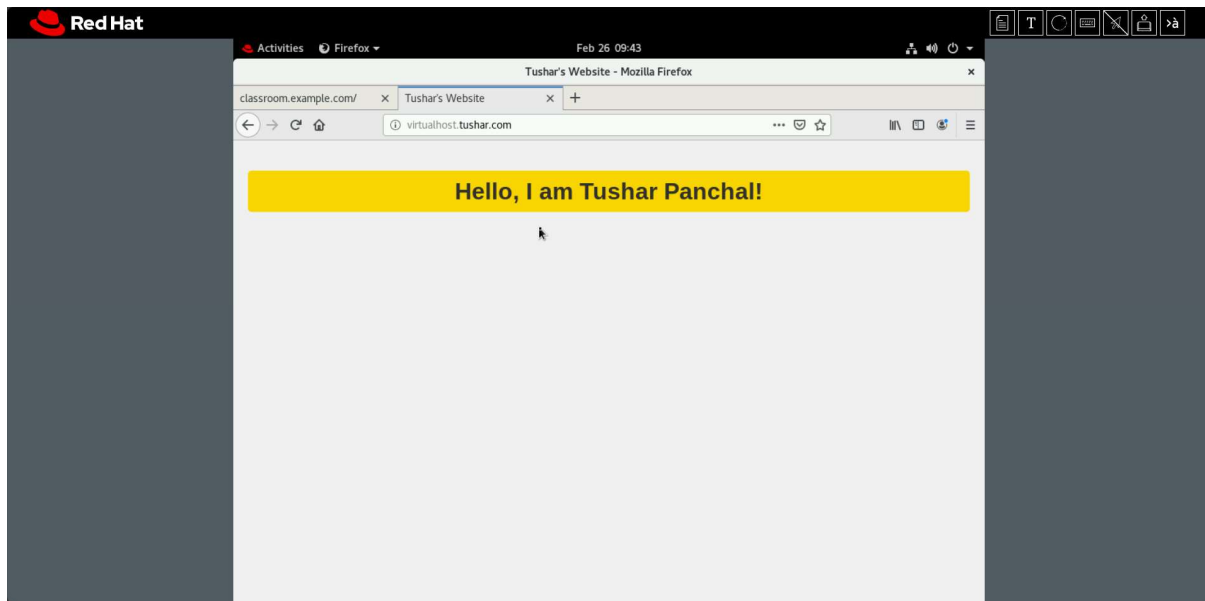 Red Hat
T
›à
Activities Firefox Feb 26 09:43
Tushar's Website - Mozilla Firefox
classroom.example.com/ Tushar's Website
virtualhost.tushar.com
Hello, I am Tushar Panchal!